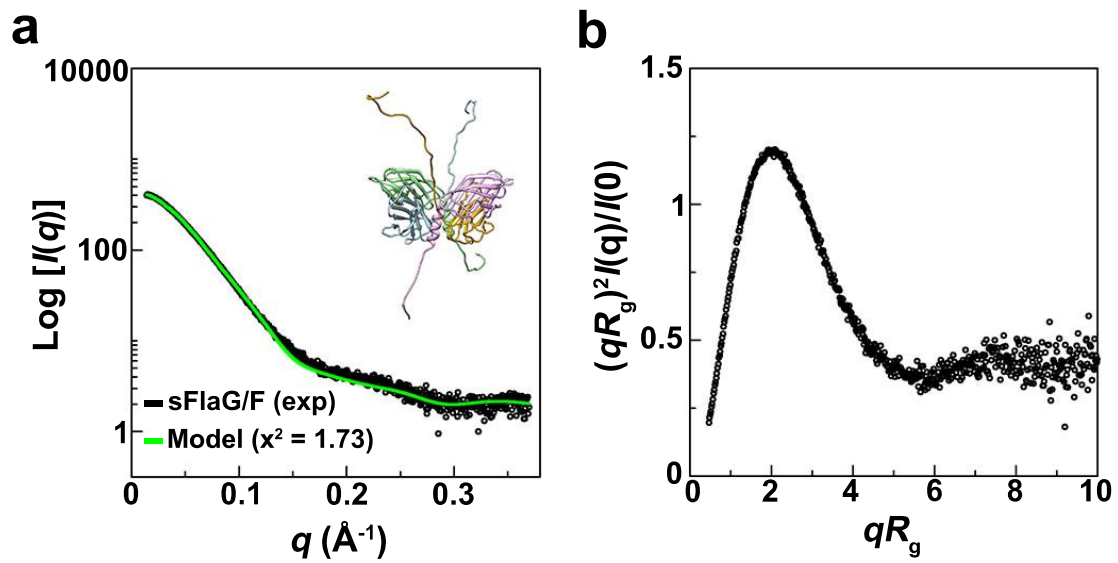 a
10000
100
1
Log [I(q)]
sFlaG/F (exp)
Model (x² = 1.73)
0 0.1 0.2 0.3
q (Å⁻¹)
b
1.5
1
0.5
0
(qRg)²I(q)/I(0)
0 2 4 6 8 10
qRg